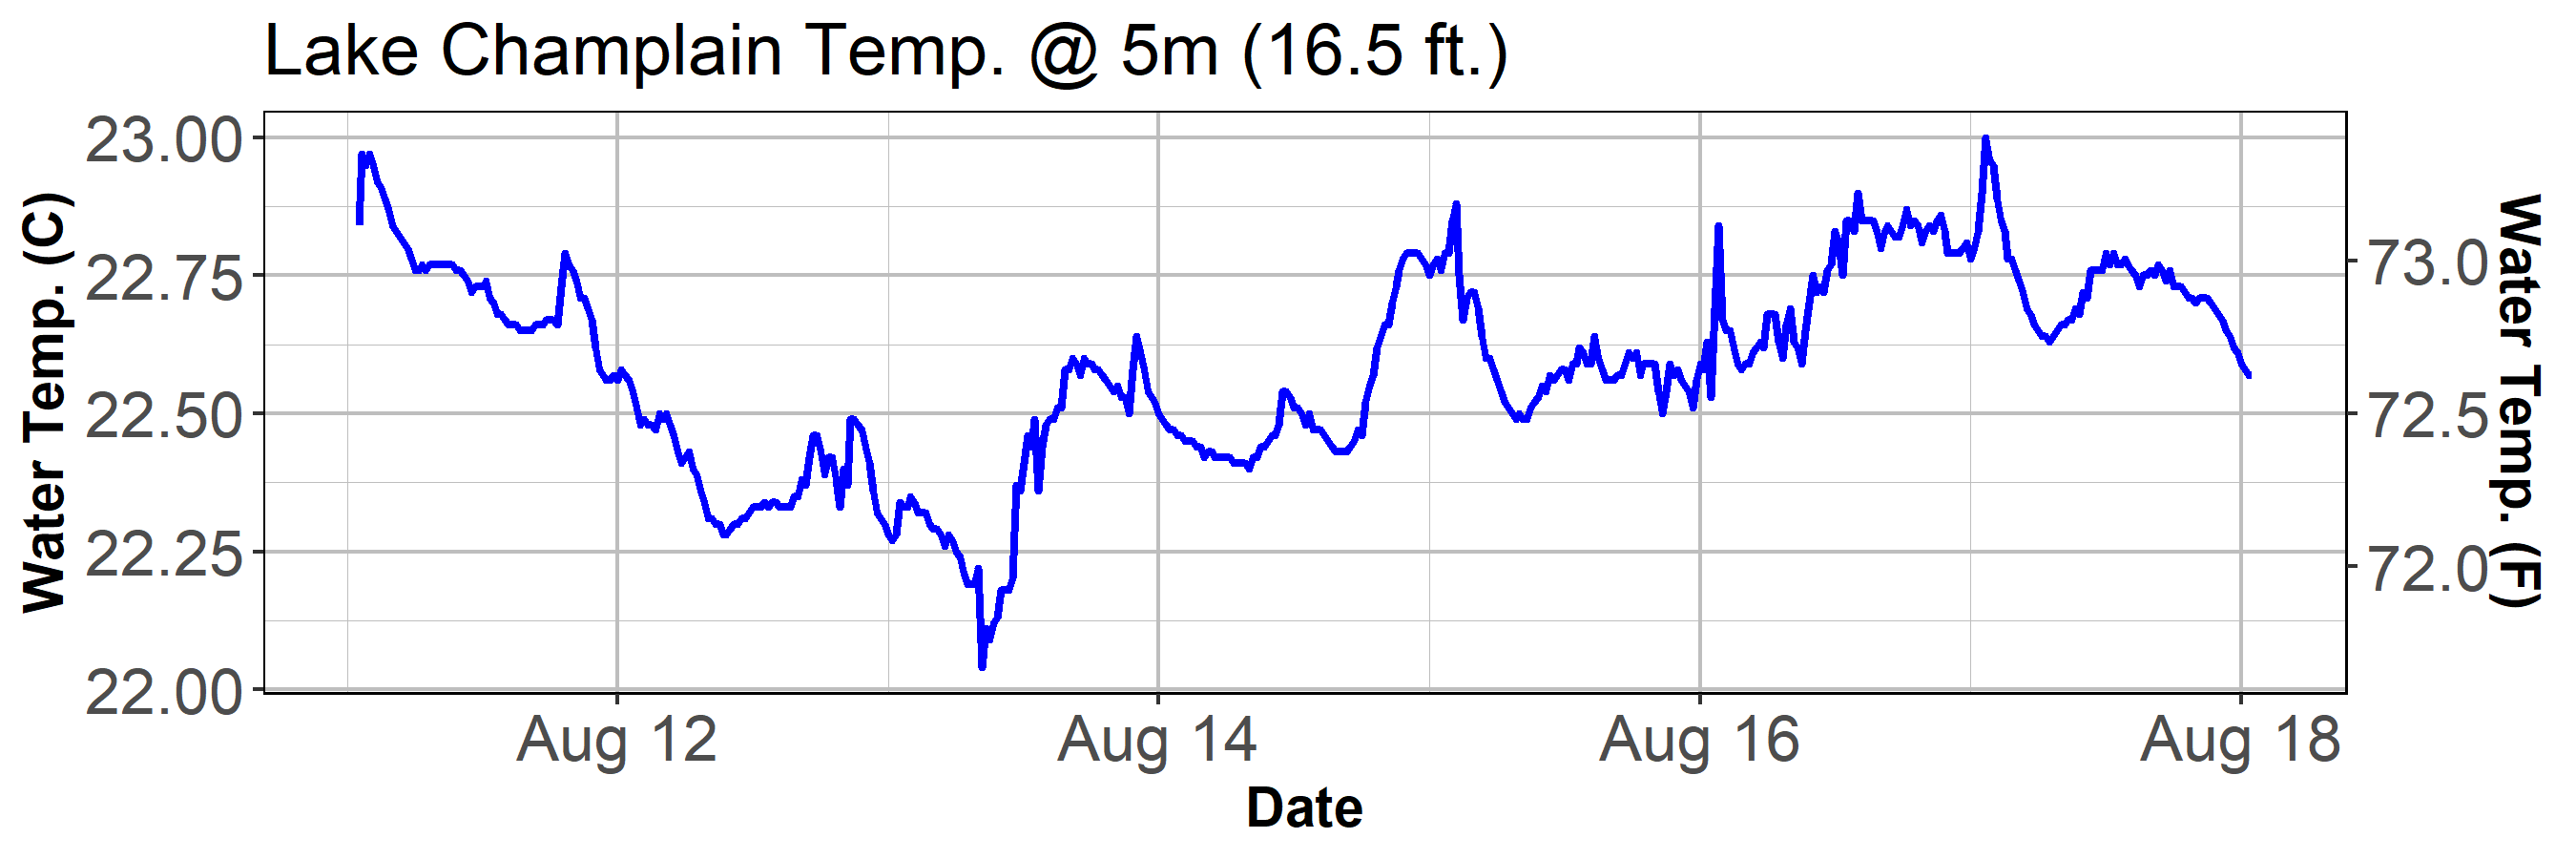 Lake Champlain Temp. @ 5m (16.5 ft.)
Water Temp. (C)
23.00
22.75
22.50
22.25
22.00
73.0
72.5
72.0
Water Temp. (F)
Aug 12 Aug 14 Aug 16 Aug 18
Date